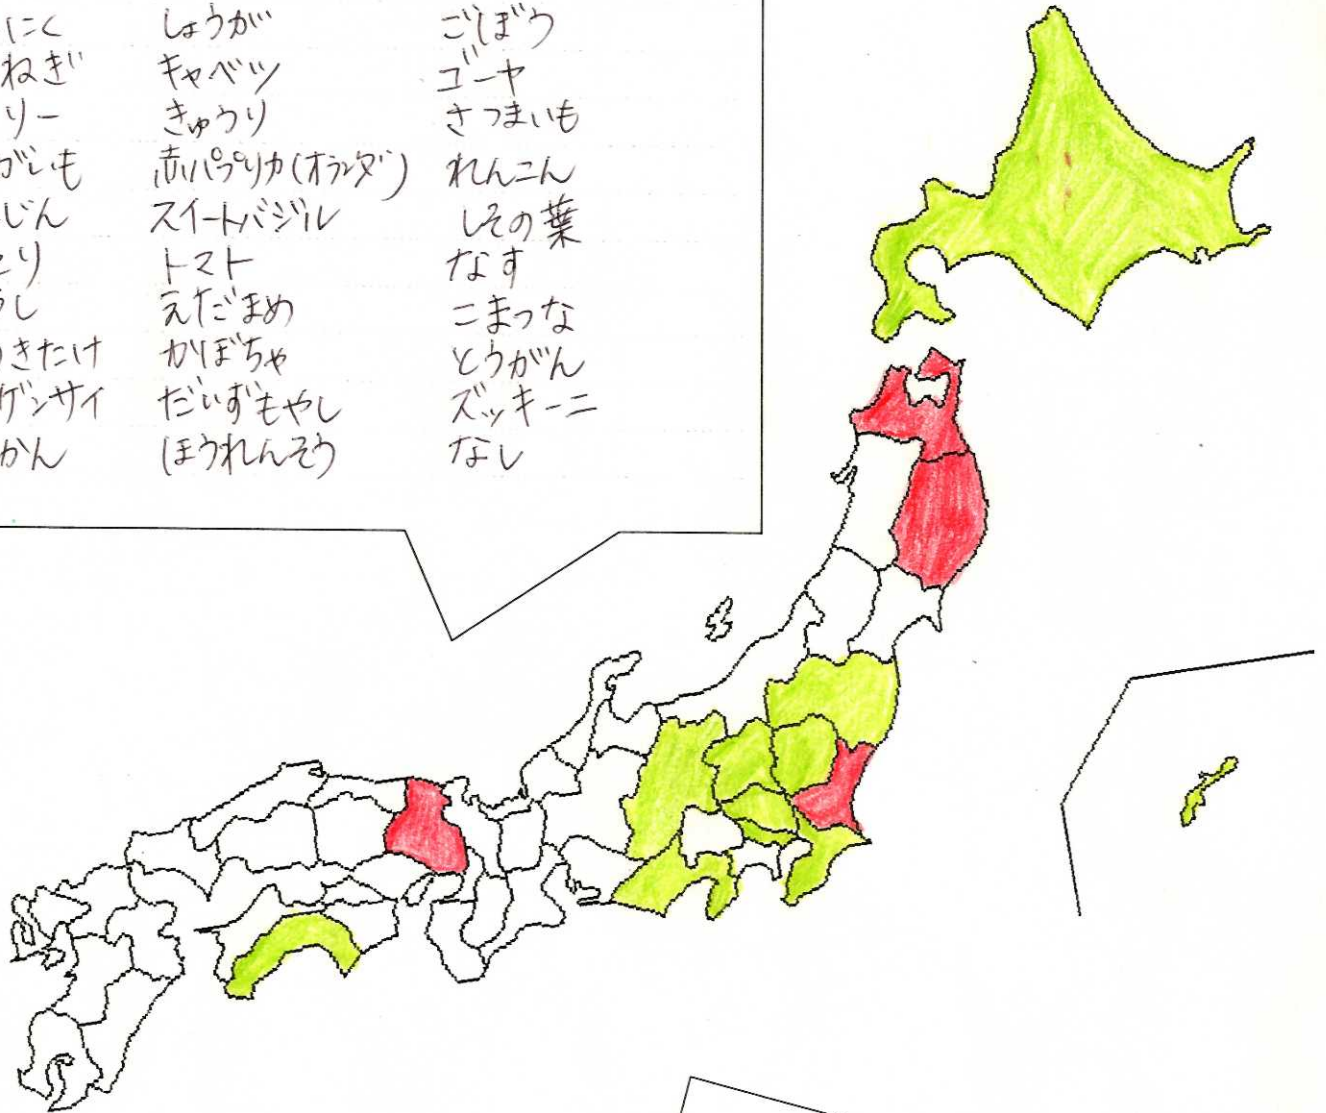 にく しょうが ごぼう
ねぎ キャベツ ゴーヤ
リー きゅうり さつまいも
がいも 赤パプリカ(オランダ) れんこん
じん スイートバジル しその葉
り トマト なす
し えだまめ こまつな
きたけ かぼちゃ とうがん
ゲンサイ だいずもやし ズッキーニ
かん ほうれんそう なし